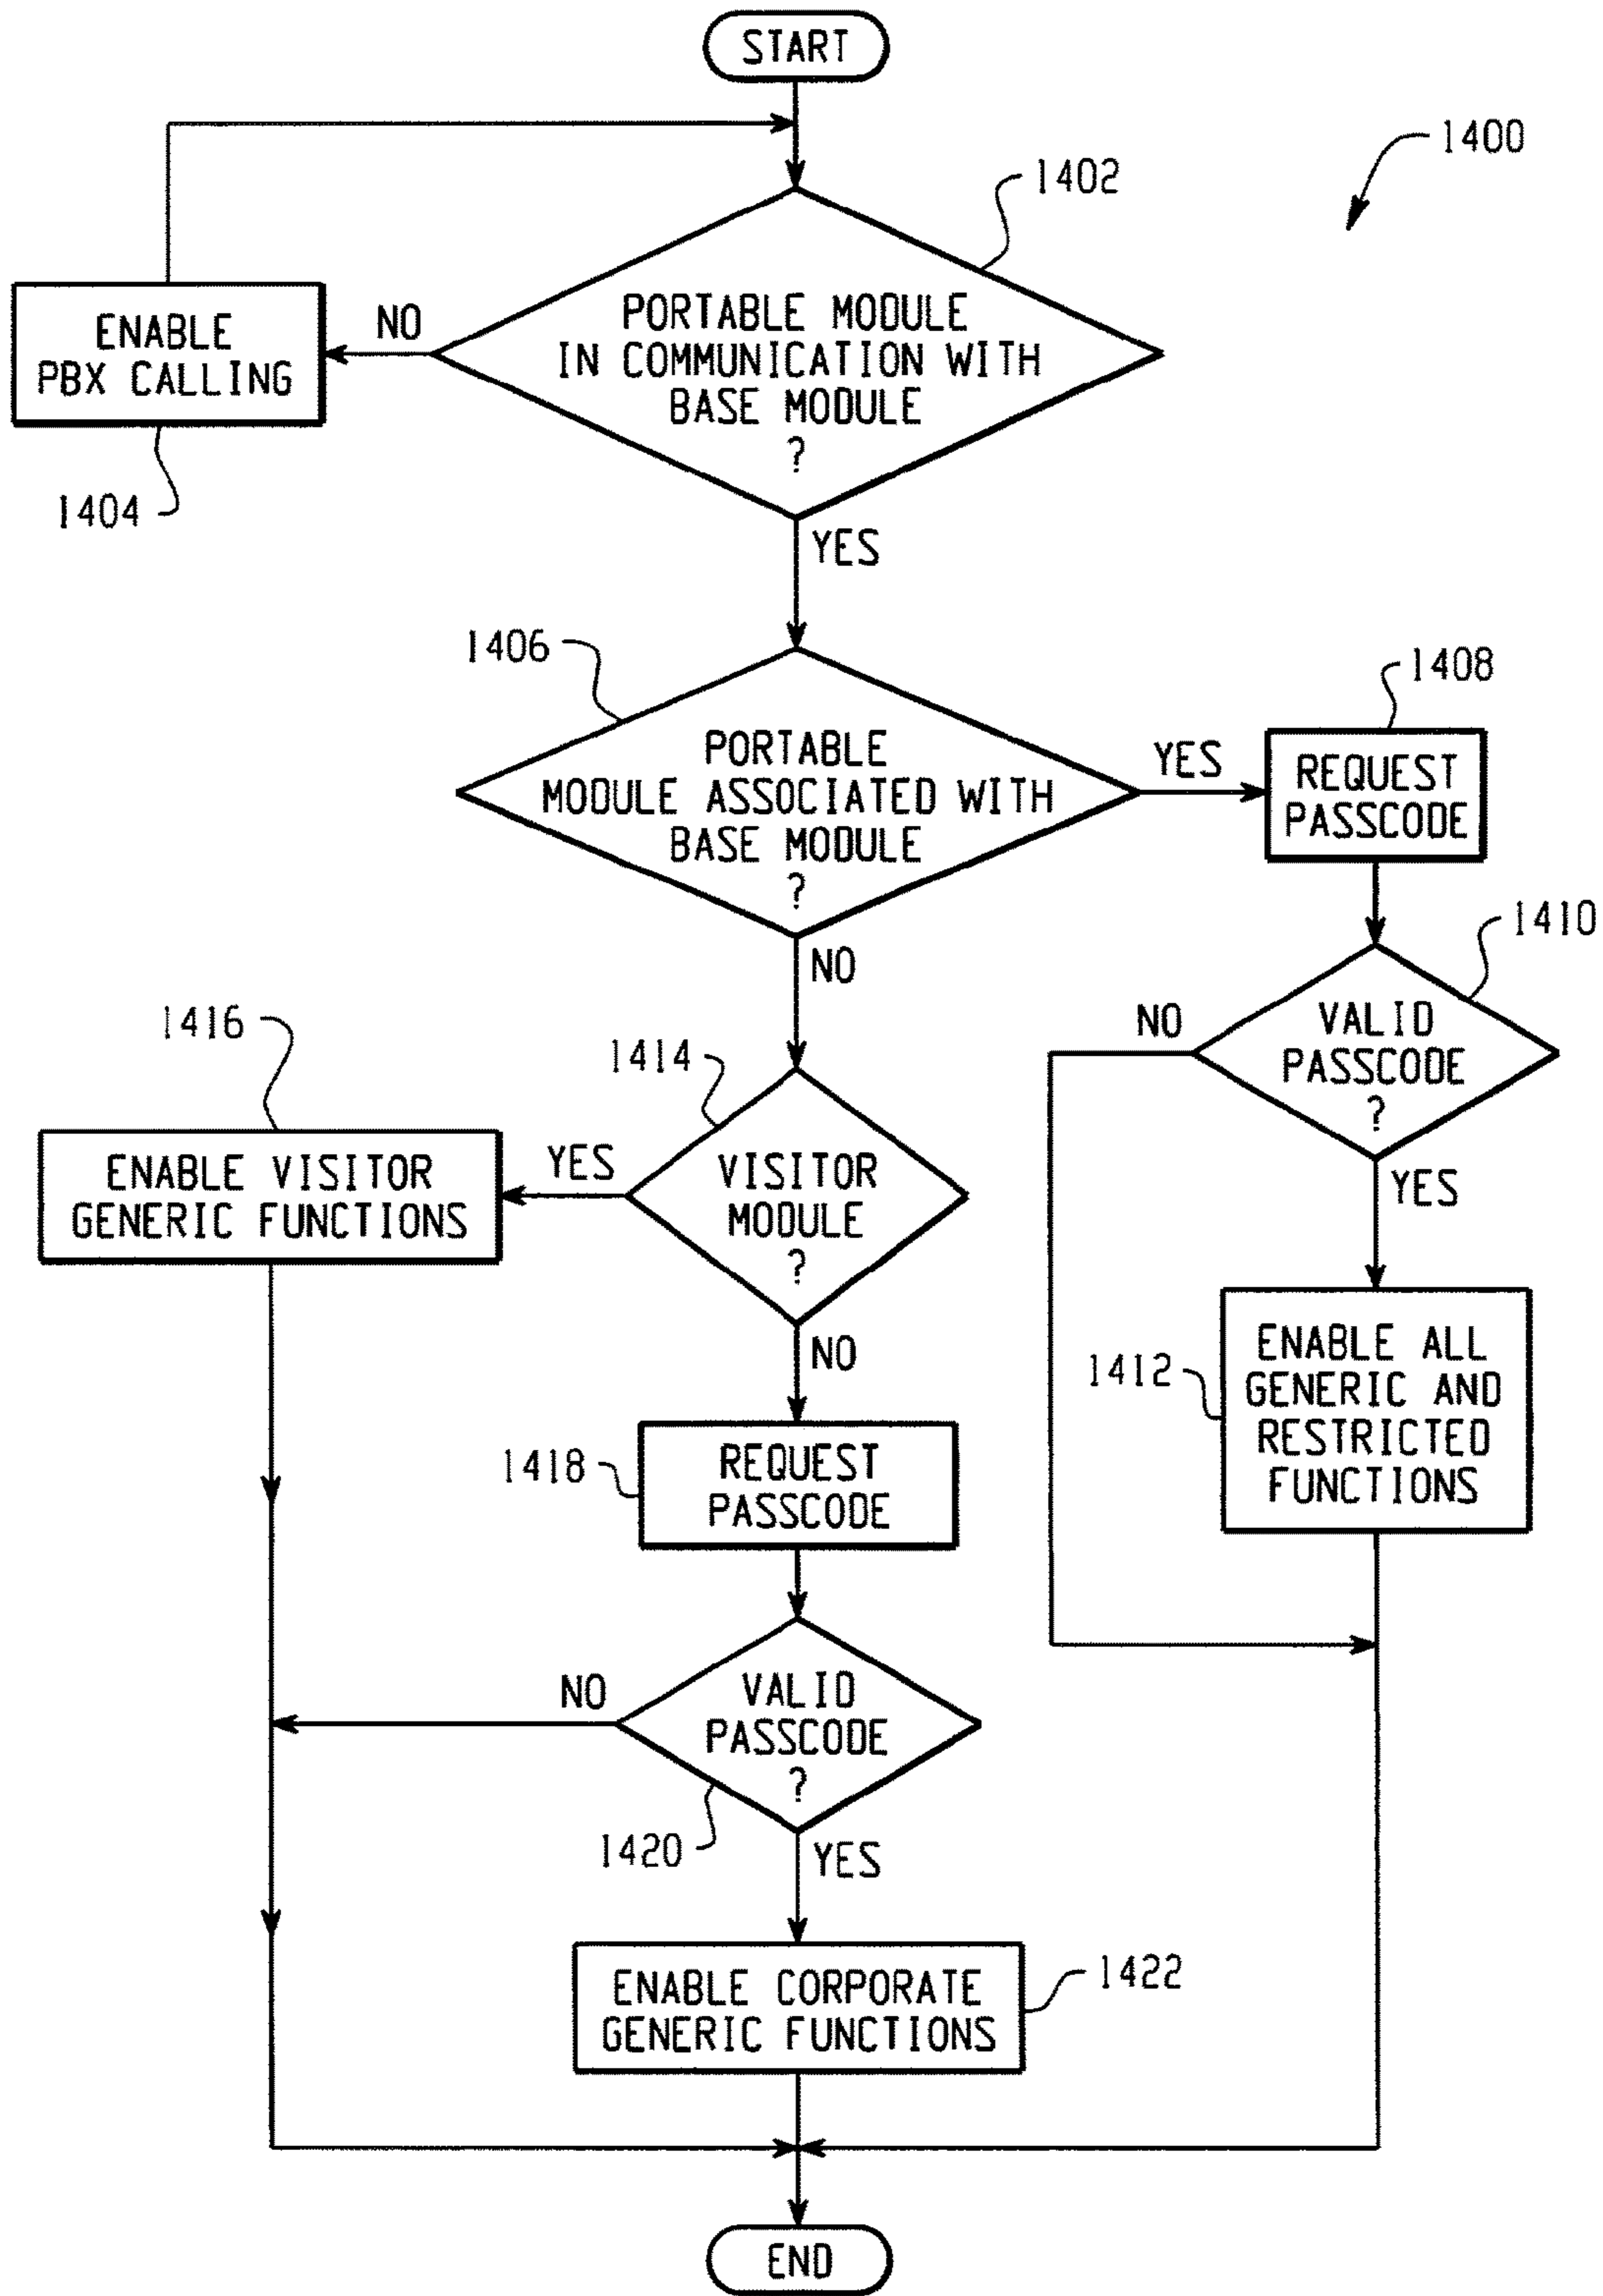 START
1400
1402
PORTABLE MODULE
IN COMMUNICATION WITH
BASE MODULE
?
NO
ENABLE
PBX CALLING
1404
YES
1406
PORTABLE
MODULE ASSOCIATED WITH
BASE MODULE
?
YES
1408
REQUEST
PASSCODE
NO
1410
VALID
PASSCODE
?
NO
YES
1412
ENABLE ALL
GENERIC AND
RESTRICTED
FUNCTIONS
1414
VISITOR
MODULE
?
YES
1416
ENABLE VISITOR
GENERIC FUNCTIONS
NO
1418
REQUEST
PASSCODE
VALID
PASSCODE
?
NO
1420
YES
ENABLE CORPORATE
GENERIC FUNCTIONS
1422
END